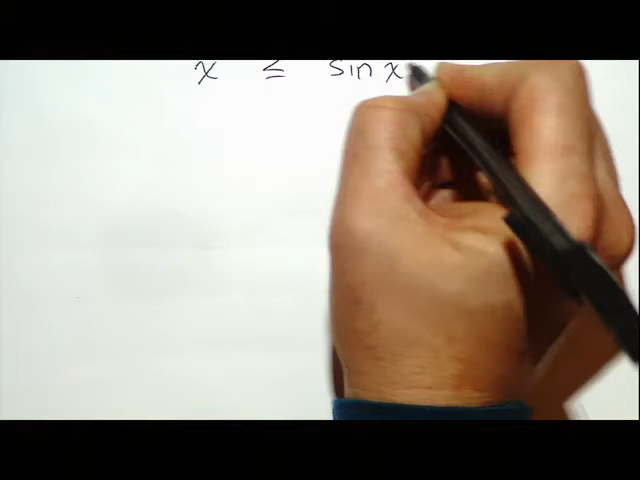 x ≤ sin x